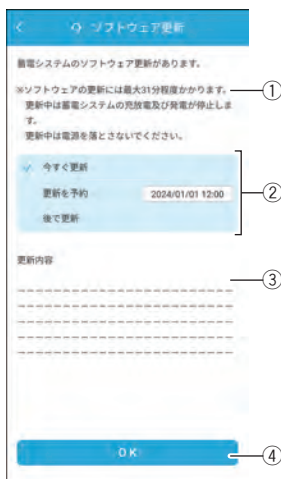 ソフトウェア更新
蓄電システムのソフトウェア更新があります。
※ソフトウェアの更新には最大31分程度かかります。
更新中は蓄電システムの充放電及び発電が停止しま
す。
更新中は電源を落とさないでください。
①
今すぐ更新
更新を予約 2024/01/01 12:00
後で更新
②
更新内容
③
OK
④